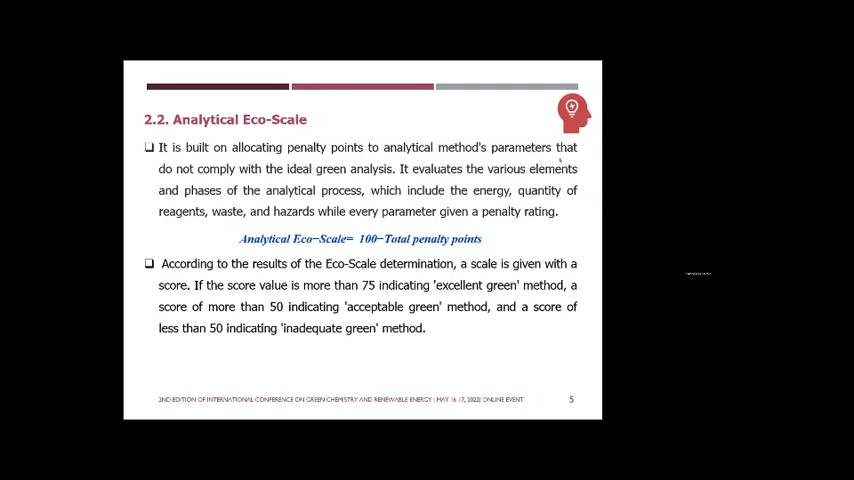 2.2. Analytical Eco-Scale
❑ It is built on allocating penalty points to analytical method's parameters that
do not comply with the ideal green analysis. It evaluates the various elements
and phases of the analytical process, which include the energy, quantity of
reagents, waste, and hazards while every parameter given a penalty rating.
Analytical Eco−Scale= 100−Total penalty points
❑ According to the results of the Eco-Scale determination, a scale is given with a
score. If the score value is more than 75 indicating 'excellent green' method, a
score of more than 50 indicating 'acceptable green' method, and a score of
less than 50 indicating 'inadequate green' method.
2ND EDITION OF INTERNATIONAL CONFERENCE ON GREEN CHEMISTRY AND RENEWABLE ENERGY | MAY 16-17, 2022| ONLINE EVENT 5